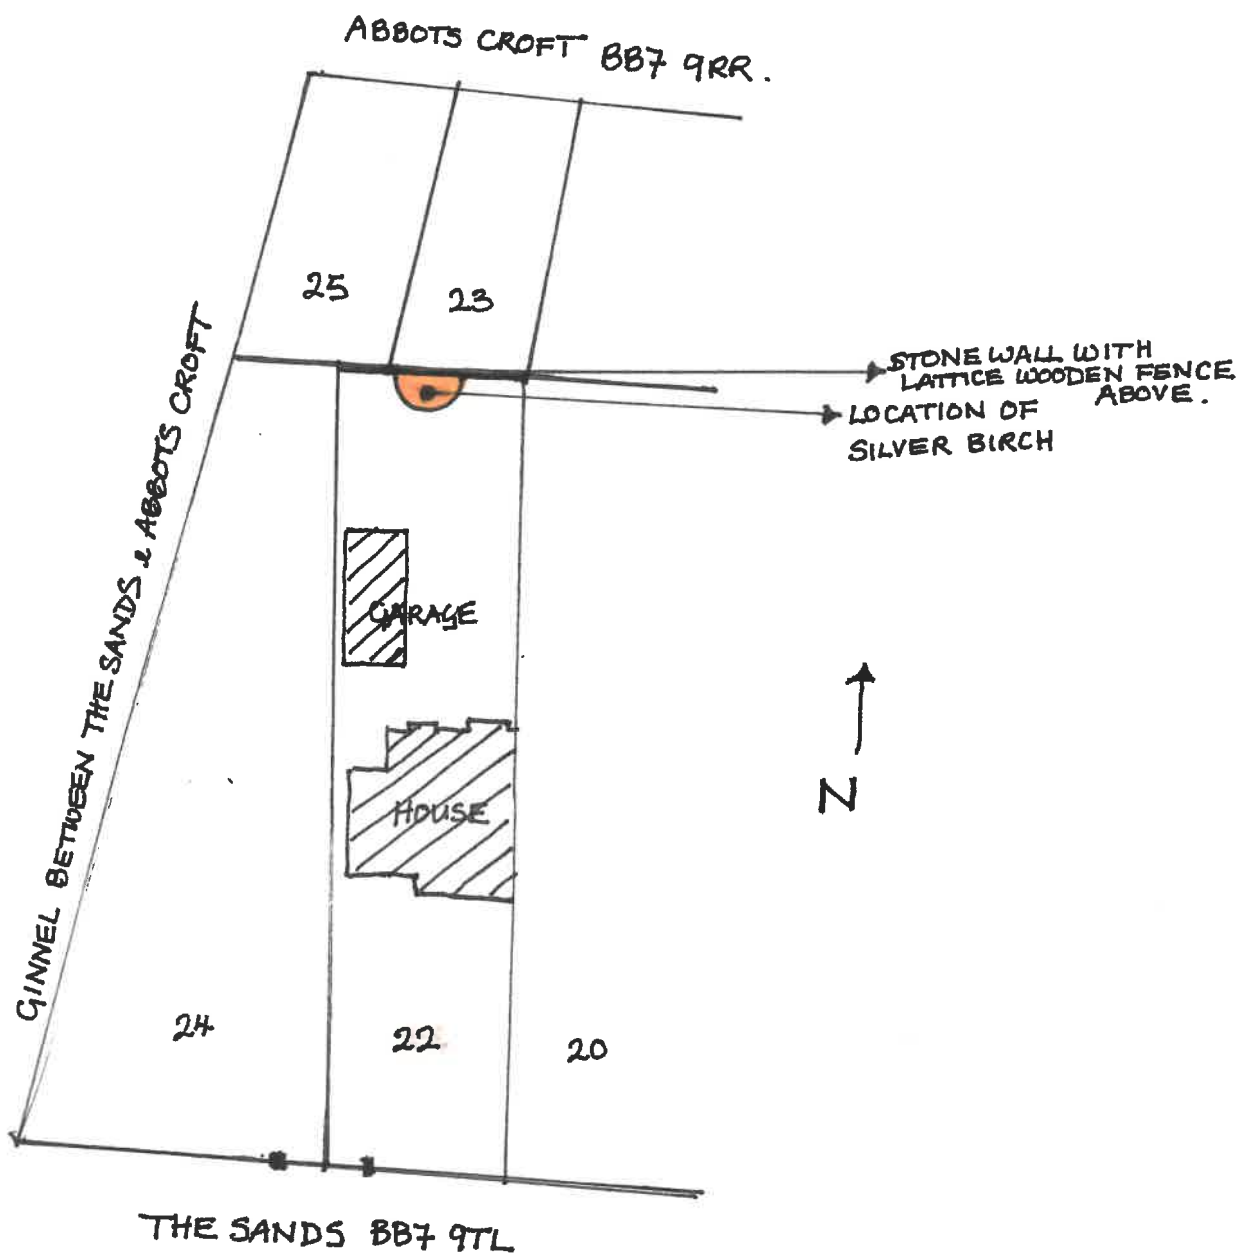 ABBOTS CROFT BB7 9RR.
25
23
STONE WALL WITH
LATTICE WOODEN FENCE
ABOVE.
LOCATION OF
SILVER BIRCH
GINNEL BETWEEN THE SANDS & ABBOTS CROFT
GARAGE
HOUSE
N
24
22
20
THE SANDS BB7 9TL